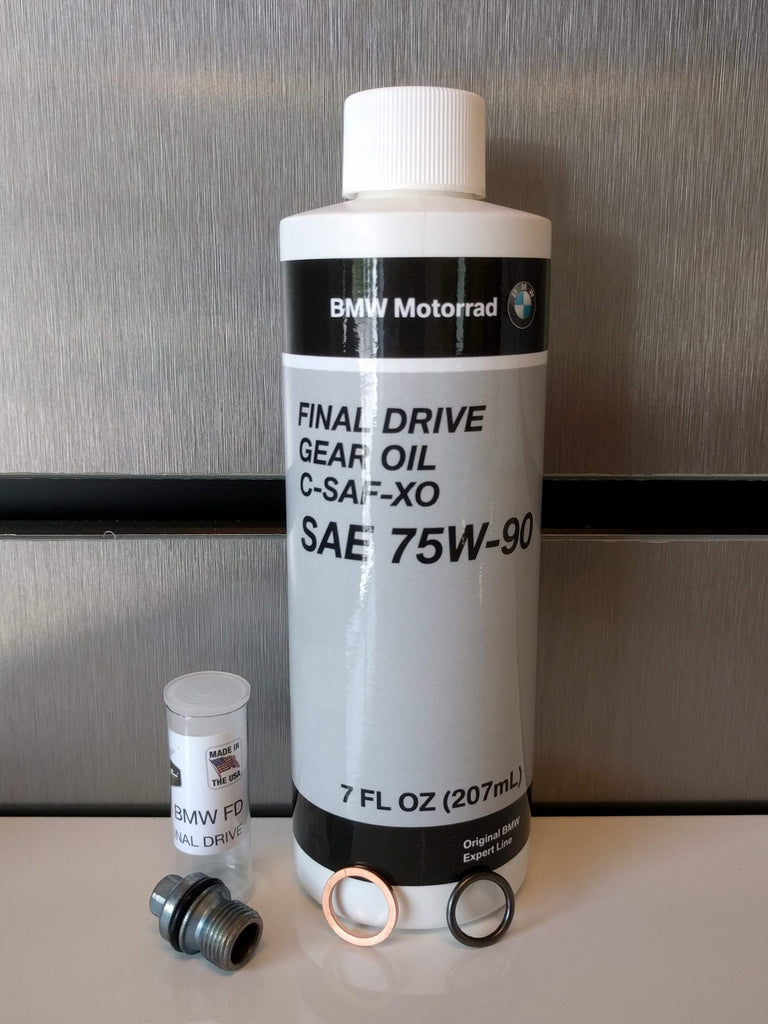 BMW Motorrad
BMW
FINAL DRIVE
GEAR OIL
C-SAF-XO
SAE 75W-90
7 FL OZ (207mL)
Original BMW
Expert Line
MADE IN
THE USA
BMW FD
INAL DRIVE